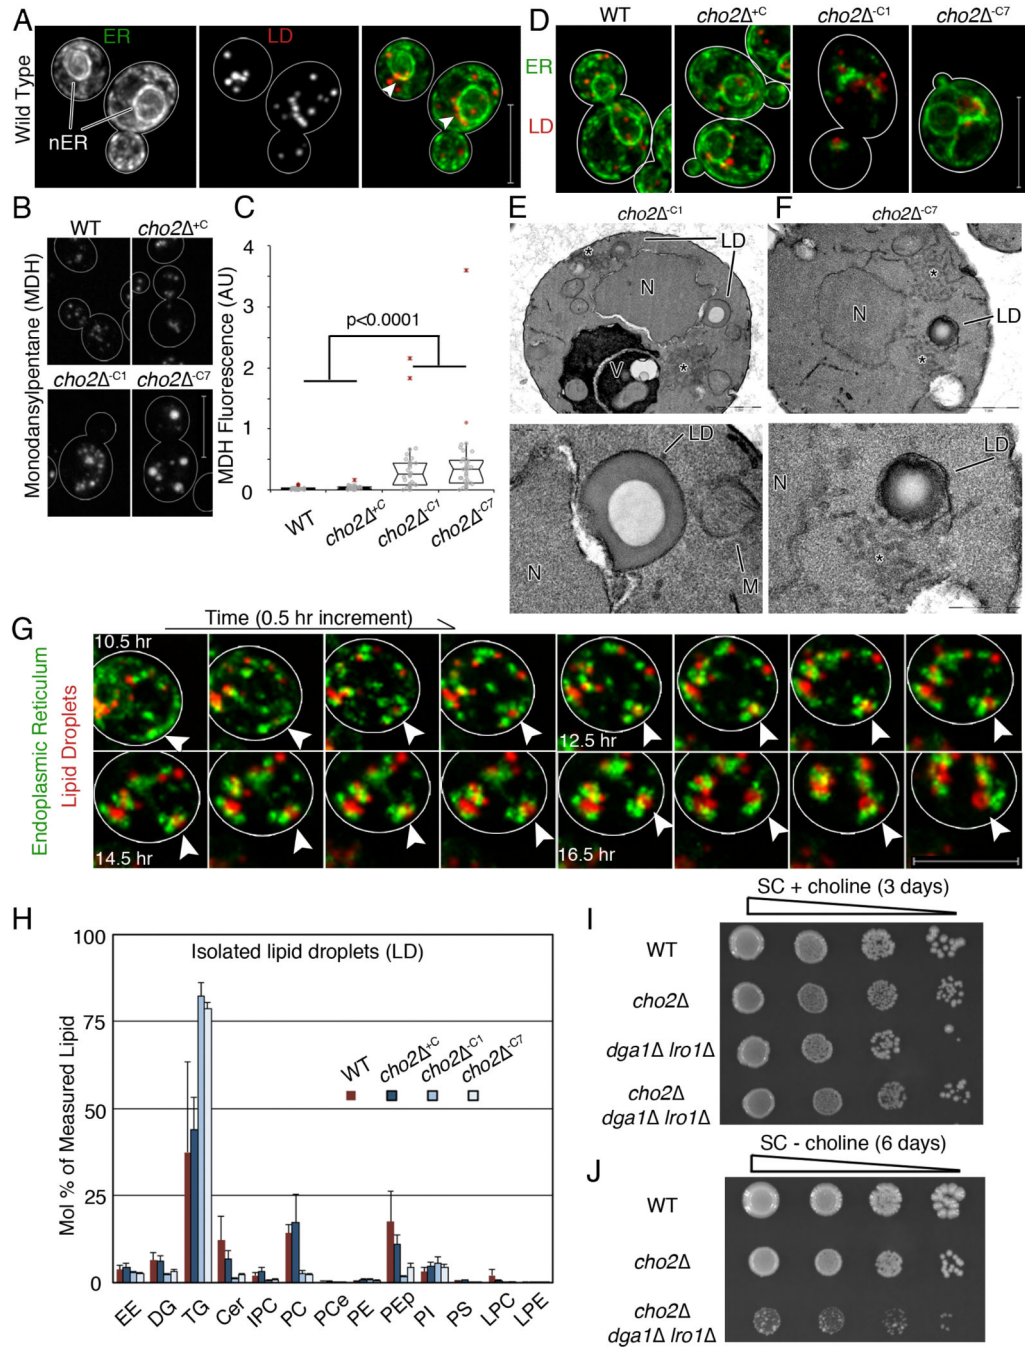 A
ER
LD
Wild Type
nER
B
Monodansylpentane (MDH)
WT
cho2Δ+C
cho2Δ-C1
cho2Δ-C7
C
MDH Fluorescence (AU)
4
3
2
1
0
p<0.0001
WT
cho2Δ+C
cho2Δ-C1
cho2Δ-C7
D
WT
cho2Δ+C
cho2Δ-C1
cho2Δ-C7
ER
LD
E
cho2Δ-C1
LD
*
N
V
*
LD
N
M
F
cho2Δ-C7
*
N
LD
*
LD
N
*
G
Time (0.5 hr increment)
Endoplasmic Reticulum
Lipid Droplets
10.5 hr
12.5 hr
14.5 hr
16.5 hr
H
Isolated lipid droplets (LD)
Mol % of Measured Lipid
100
75
50
25
0
WT
cho2Δ+C
cho2Δ-C1
cho2Δ-C7
EE
DG
TG
Cer
IPC
PC
PCe
PE
PEp
PI
PS
LPC
LPE
I
SC + choline (3 days)
WT
cho2Δ
dga1Δ lro1Δ
cho2Δ
dga1Δ lro1Δ
J
SC - choline (6 days)
WT
cho2Δ
cho2Δ
dga1Δ lro1Δ